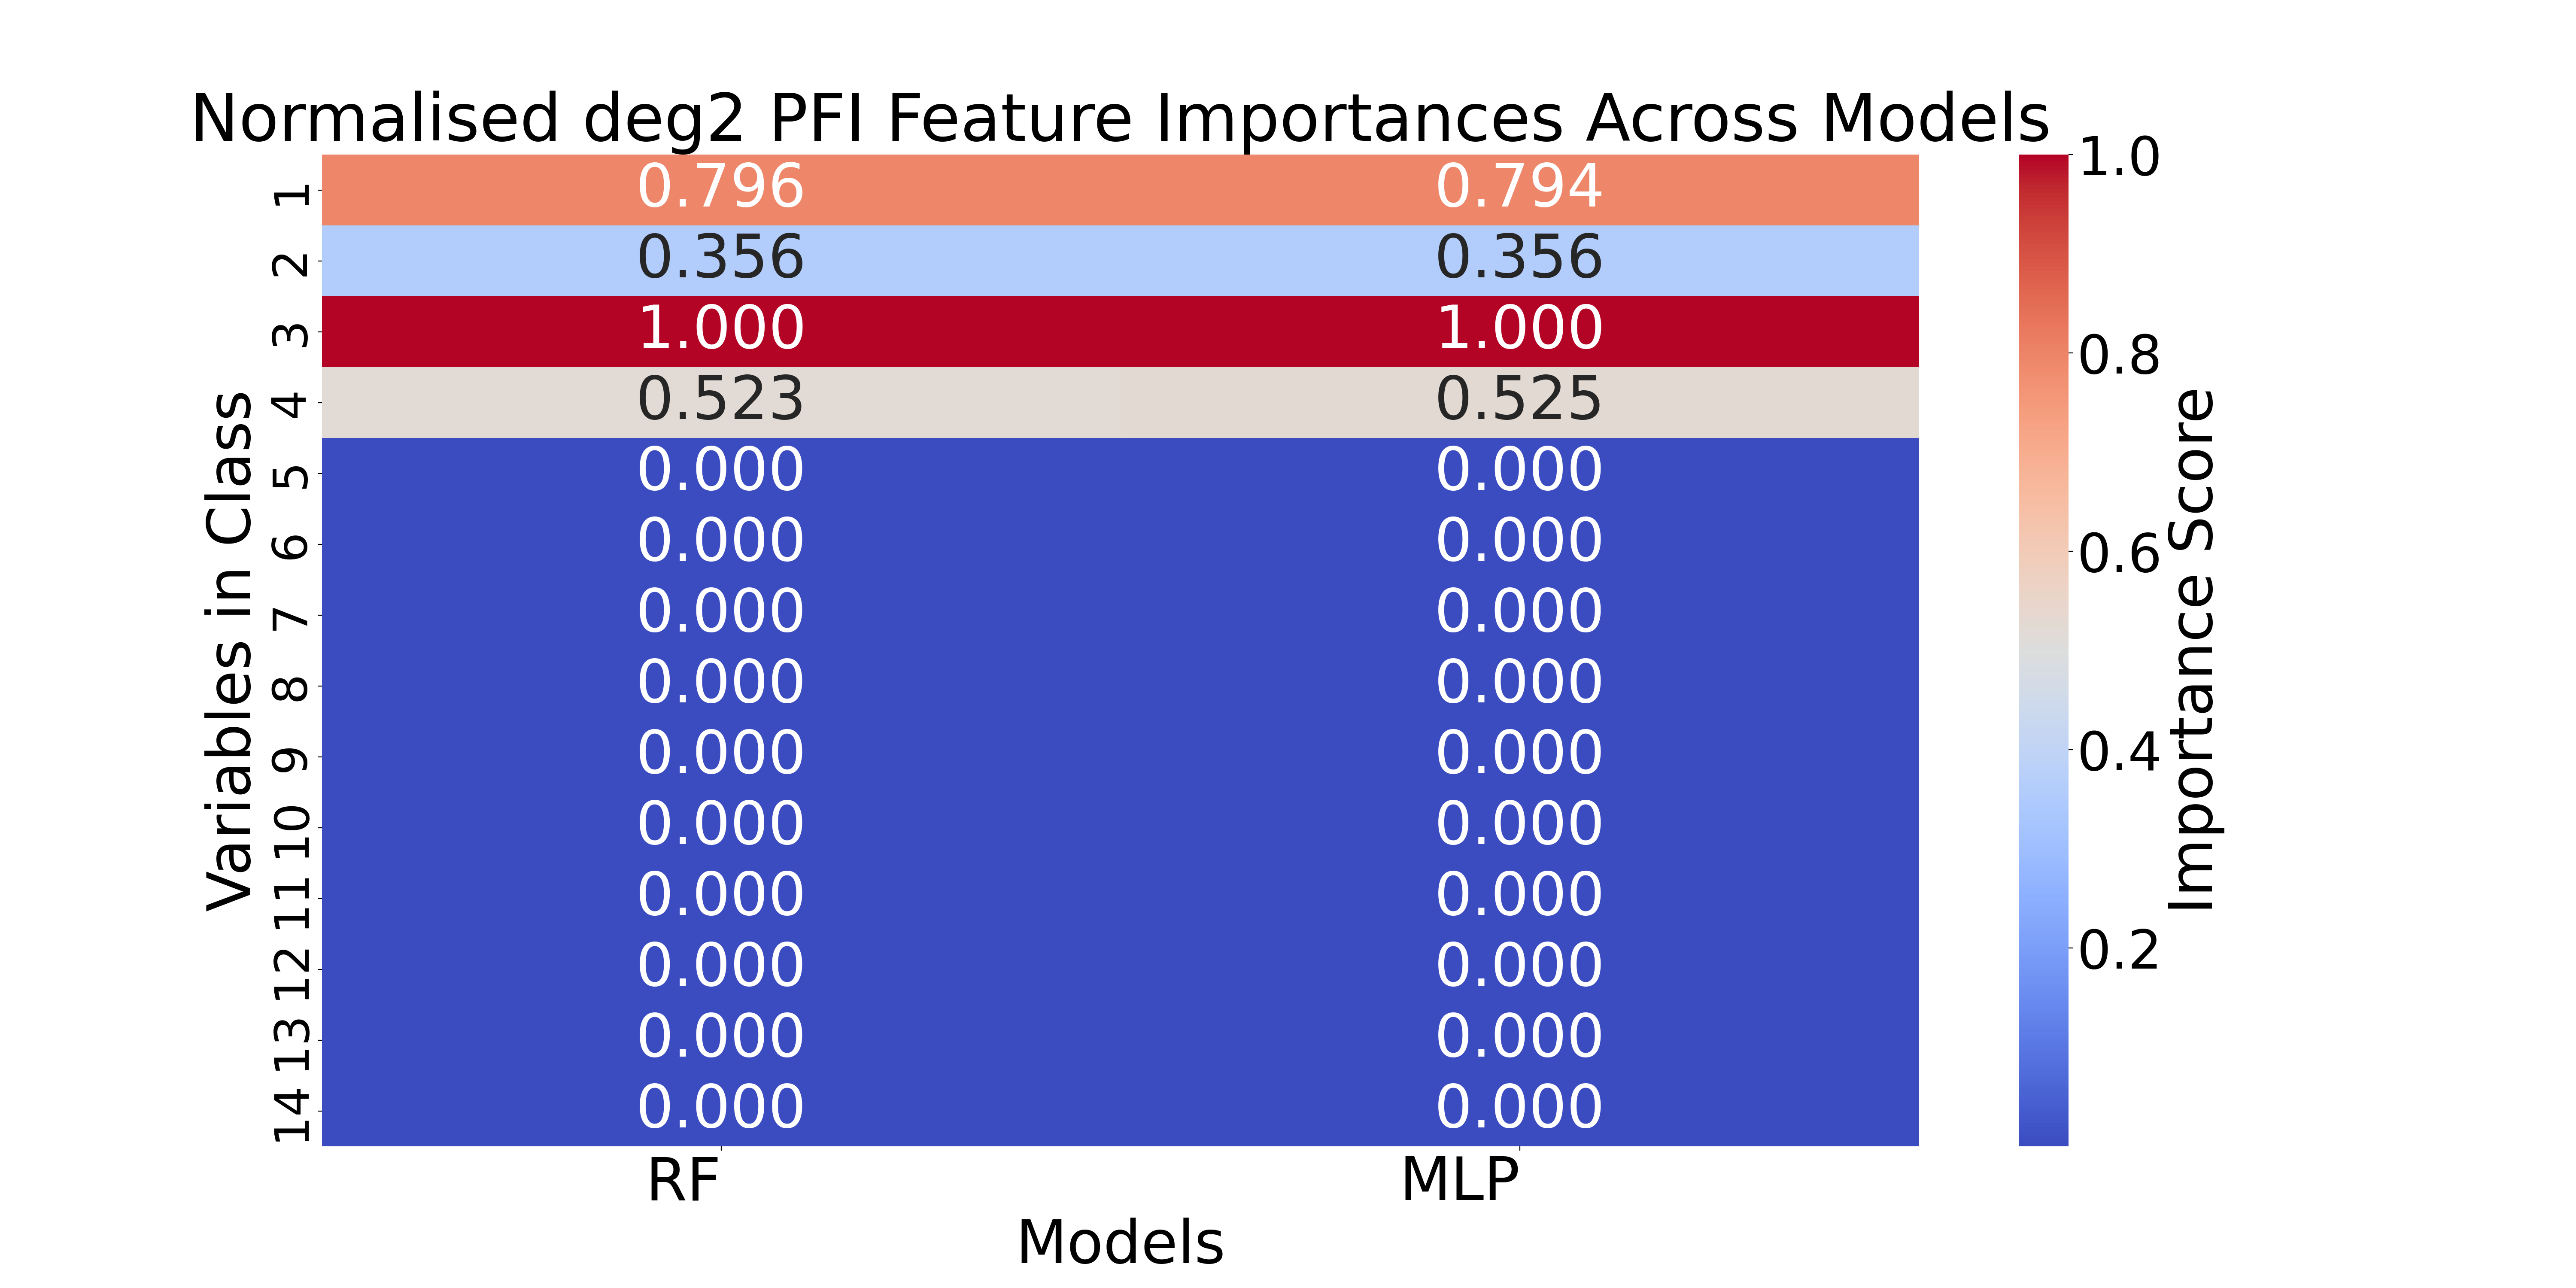 Normalised deg2 PFI Feature Importances Across Models
Variables in Class
1 0.796 0.794
2 0.356 0.356
3 1.000 1.000
4 0.523 0.525
5 0.000 0.000
6 0.000 0.000
7 0.000 0.000
8 0.000 0.000
9 0.000 0.000
10 0.000 0.000
11 0.000 0.000
12 0.000 0.000
13 0.000 0.000
14 0.000 0.000
RF MLP
Models
1.0
0.8
0.6
0.4
0.2
Importance Score